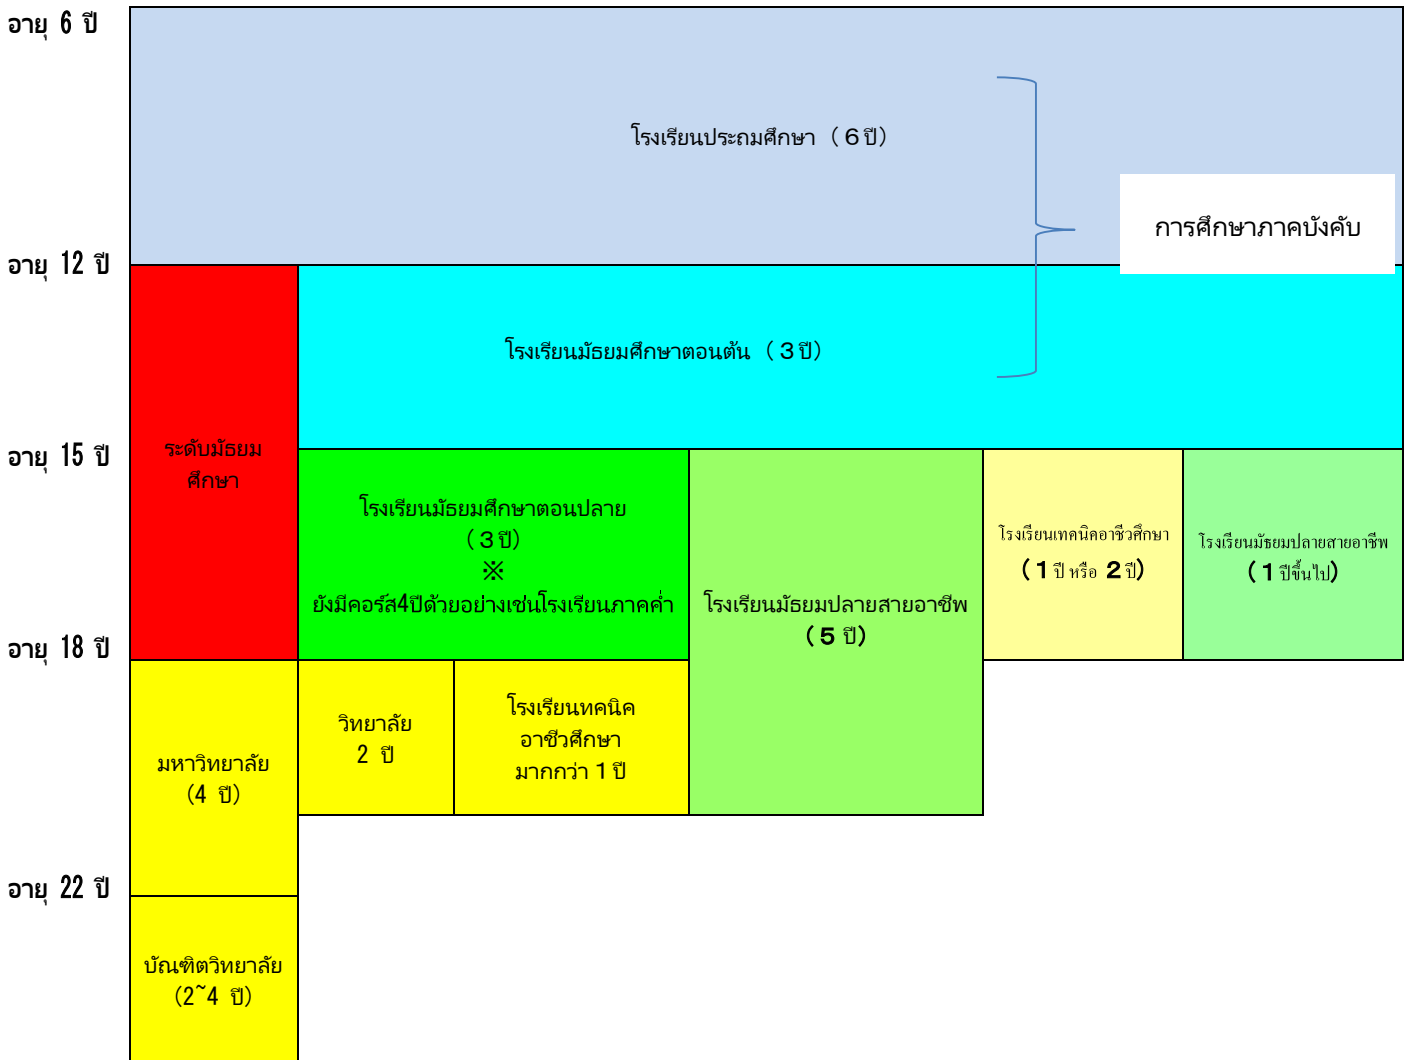 อายุ 6 ปี
โรงเรียนประถมศึกษา （６ปี）
การศึกษาภาคบังคับ
อายุ 12 ปี
โรงเรียนมัธยมศึกษาตอนต้น （３ปี）
อายุ 15 ปี
ระดับมัธยม
ศึกษา
โรงเรียนมัธยมศึกษาตอนปลาย
（３ปี）
※
ยังมีคอร์ส4ปีด้วยอย่างเช่นโรงเรียนภาคค่ำ
โรงเรียนมัธยมปลายสายอาชีพ
（５ ปี)
โรงเรียนเทคนิคอาชีวศึกษา
（１ปี หรือ ２ปี)
โรงเรียนมัธยมปลายสายอาชีพ
（１ปีขึ้นไป)
อายุ 18 ปี
มหาวิทยาลัย
(4 ปี)
วิทยาลัย
2 ปี
โรงเรียนทคนิค
อาชีวศึกษา
มากกว่า １ปี
อายุ 22 ปี
บัณฑิตวิทยาลัย
(2~4 ปี)